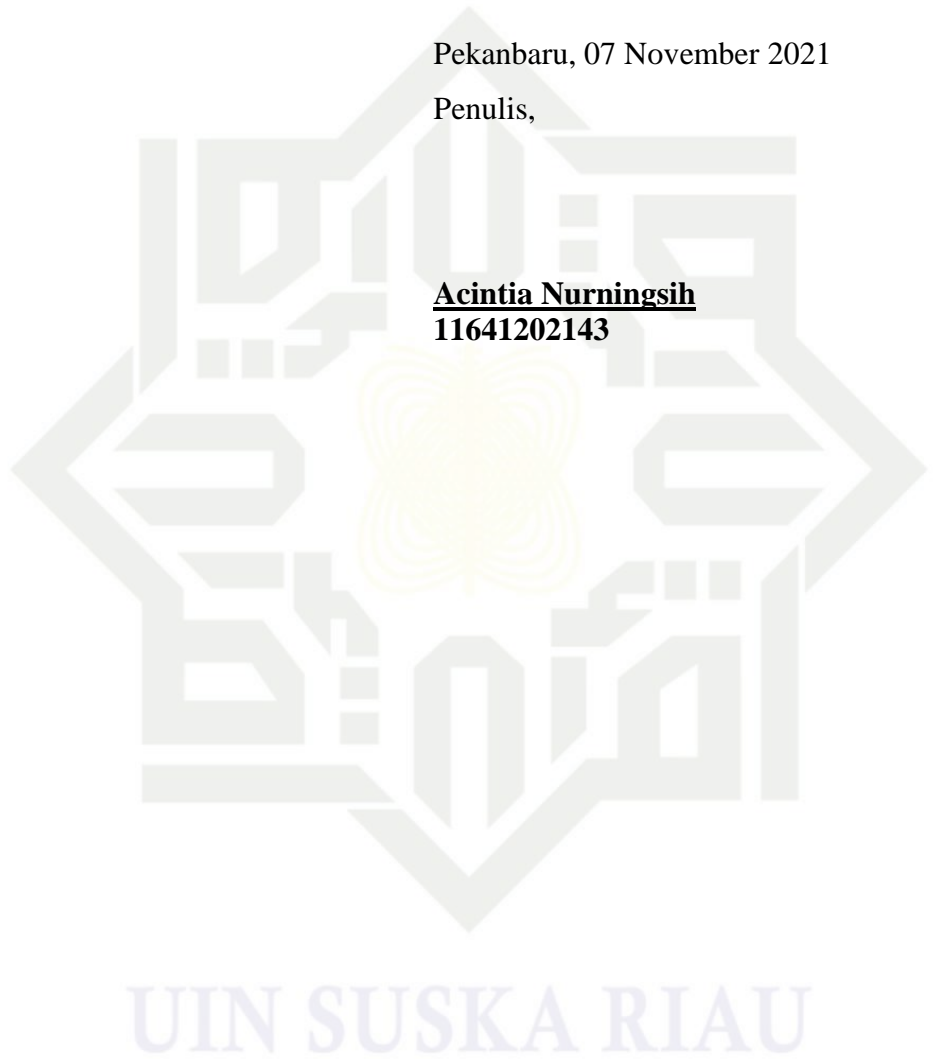 Pekanbaru, 07 November 2021
Penulis,
Acintia Nurningsih
11641202143
UIN SUSKA RIAU